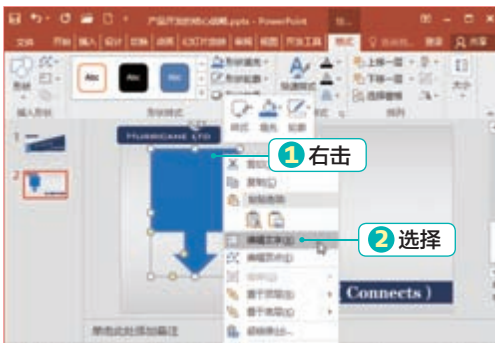 产品开发的核心战略.pptx - PowerPoint
格式
文件 开始 插入 设计 切换 动画 幻灯片放映 审阅 视图 开发工具 格式 登录 共享
形状
Abc Abc Abc
形状填充
形状轮廓
快速样式
上移一层
下移一层
选择窗格
大小
插入形状 形状样式 排列
样式 填充 轮廓
1
HURRICANE LTD
1 右击
剪切(T)
复制(C)
2
粘贴选项:
编辑文字(X)
2 选择
编辑顶点(E)
组合(G)
置于顶层(R)
Connects )
置于底层(K)
单击此处添加备注
超链接(H)...